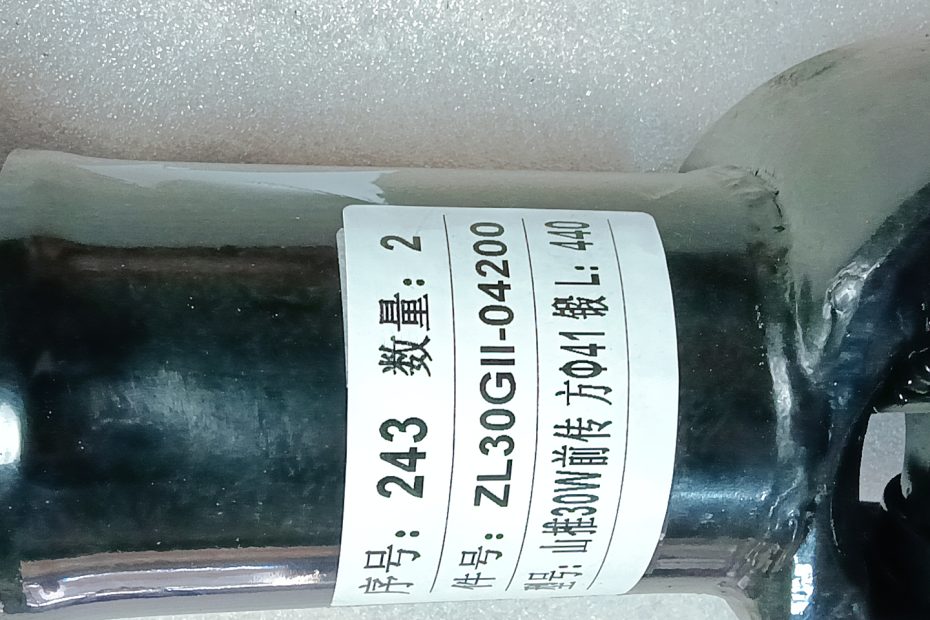 序号: 243 数量: 2
件号: ZL30GII-04200
型号: 山推30W前传 方Φ41 锻 L: 440